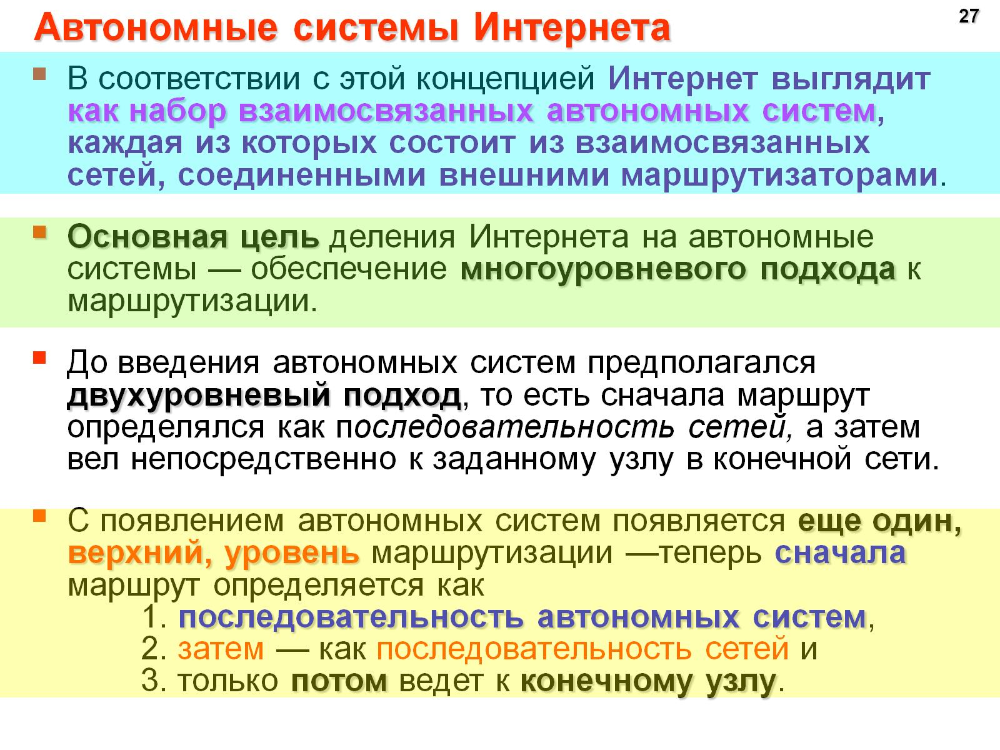 Автономные системы Интернета
27
В соответствии с этой концепцией Интернет выглядит
как набор взаимосвязанных автономных систем,
каждая из которых состоит из взаимосвязанных
сетей, соединенными внешними маршрутизаторами.
Основная цель деления Интернета на автономные
системы — обеспечение многоуровневого подхода к
маршрутизации.
До введения автономных систем предполагался
двухуровневый подход, то есть сначала маршрут
определялся как последовательность сетей, а затем
вел непосредственно к заданному узлу в конечной сети.
С появлением автономных систем появляется еще один,
верхний, уровень маршрутизации —теперь сначала
маршрут определяется как
1. последовательность автономных систем,
2. затем — как последовательность сетей и
3. только потом ведет к конечному узлу.